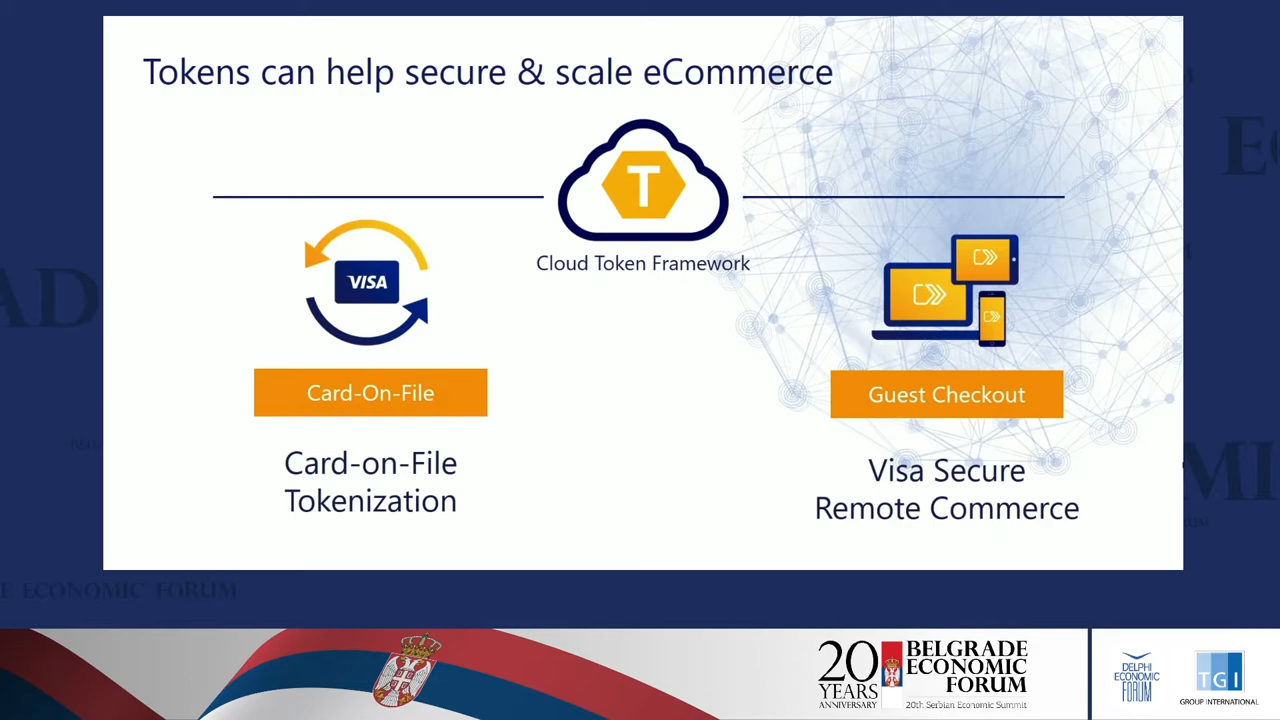 Tokens can help secure & scale eCommerce
T
Cloud Token Framework
VISA
Card-On-File
Guest Checkout
Card-on-File
Tokenization
Visa Secure
Remote Commerce
E ECONOMIC FORUM
20
YEARS
ANNIVERSARY
BELGRADE
ECONOMIC
FORUM
20th Serbian Economic Summit
DELPHI
ECONOMIC
FORUM
TGI
GROUP INTERNATIONAL